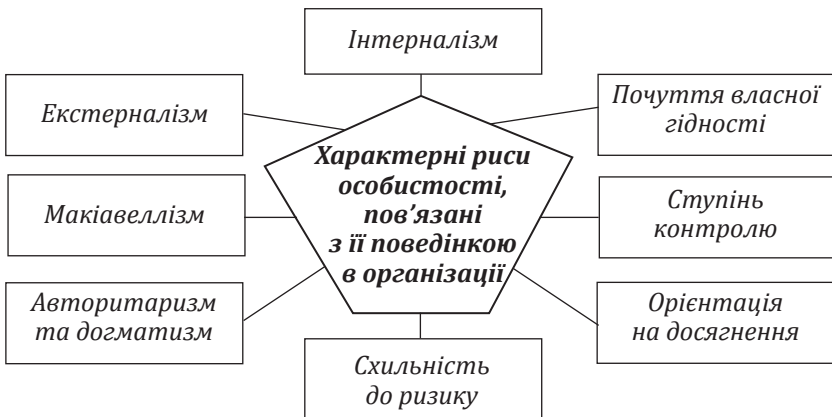 Інтерналізм
Екстерналізм
Почуття власної
гідності
Характерні риси
особистості,
пов’язані
з її поведінкою
в організації
Макіавеллізм
Ступінь
контролю
Авторитаризм
та догматизм
Орієнтація
на досягнення
Схильність
до ризику